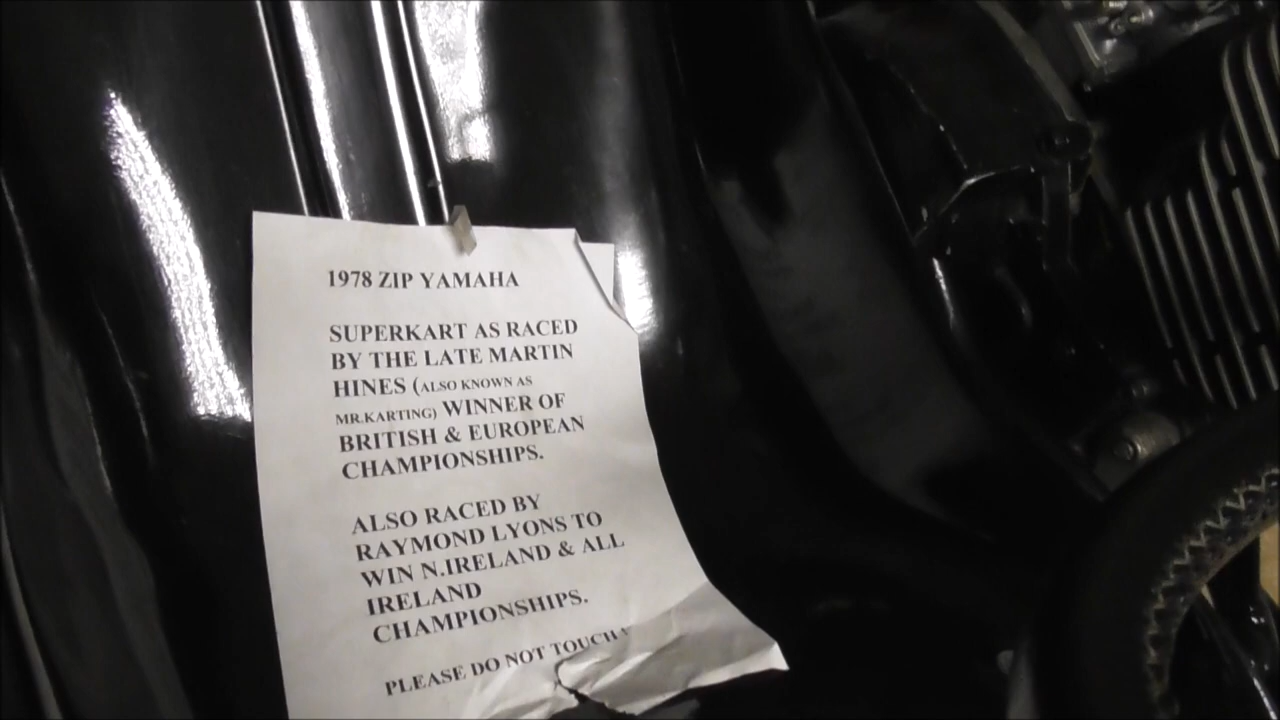 1978 ZIP YAMAHA
SUPERKART AS RACED
BY THE LATE MARTIN
HINES (ALSO KNOWN AS
MR.KARTING) WINNER OF
BRITISH & EUROPEAN
CHAMPIONSHIPS.
ALSO RACED BY
RAYMOND LYONS TO
WIN N.IRELAND & ALL
IRELAND
CHAMPIONSHIPS.
PLEASE DO NOT TOUCH